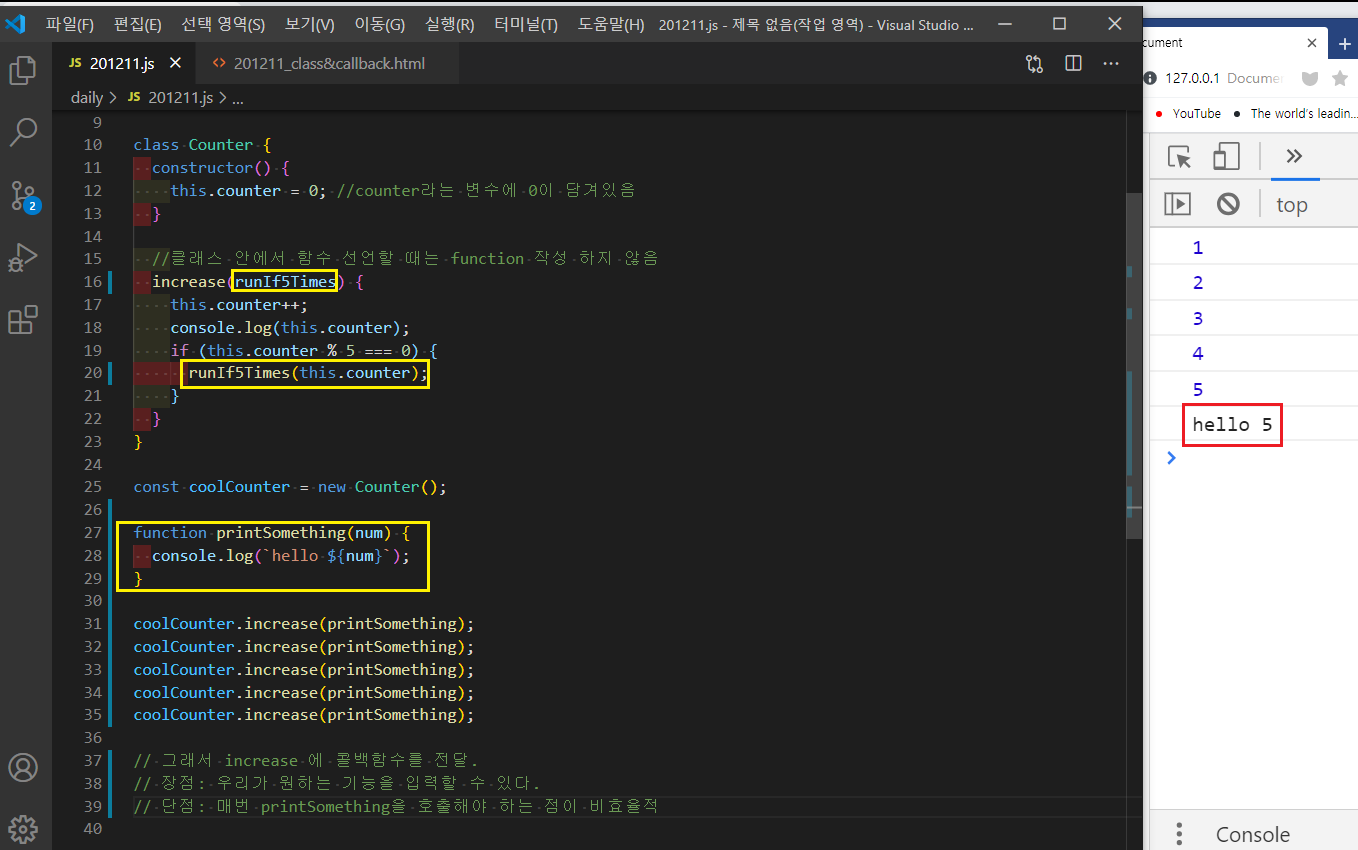 파일(F) 편집(E) 선택 영역(S) 보기(V) 이동(G) 실행(R) 터미널(T) 도움말(H) 201211.js - 제목 없음(작업 영역) - Visual Studio ...
JS 201211.js <> 201211_class&callback.html
daily > JS 201211.js > ...
9
10 class Counter {
11 constructor() {
12 this.counter = 0; //counter라는 변수에 0이 담겨있음
13 }
14
15 //클래스 안에서 함수 선언할 때는 function 작성 하지 않음
16 increase(runIf5Times) {
17 this.counter++;
18 console.log(this.counter);
19 if (this.counter % 5 === 0) {
20 runIf5Times(this.counter);
21 }
22 }
23 }
24
25 const coolCounter = new Counter();
26
27 function printSomething(num) {
28 console.log(`hello ${num}`);
29 }
30
31 coolCounter.increase(printSomething);
32 coolCounter.increase(printSomething);
33 coolCounter.increase(printSomething);
34 coolCounter.increase(printSomething);
35 coolCounter.increase(printSomething);
36
37 // 그래서 increase 에 콜백함수를 전달.
38 // 장점: 우리가 원하는 기능을 입력할 수 있다.
39 // 단점: 매번 printSomething을 호출해야 하는 점이 비효율적
40
2
cument
127.0.0.1 Docume
YouTube The world's leadin...
top
1
2
3
4
5
hello 5
Console